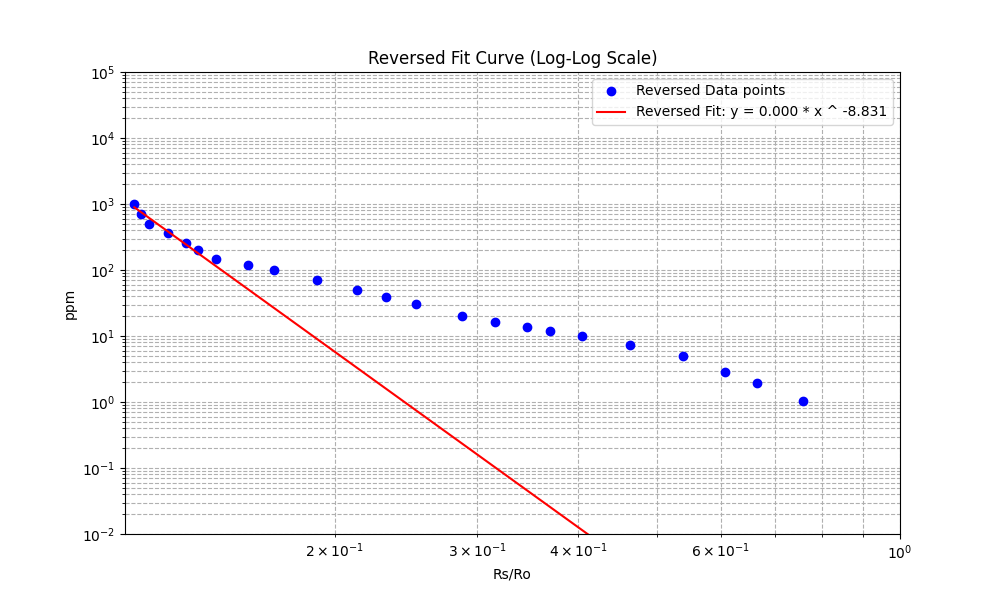 Reversed Fit Curve (Log-Log Scale)
Reversed Data points
Reversed Fit: y = 0.000 * x ^ -8.831
ppm
10^5
10^4
10^3
10^2
10^1
10^0
10^-1
10^-2
2 × 10^-1
3 × 10^-1
4 × 10^-1
6 × 10^-1
10^0
Rs/Ro